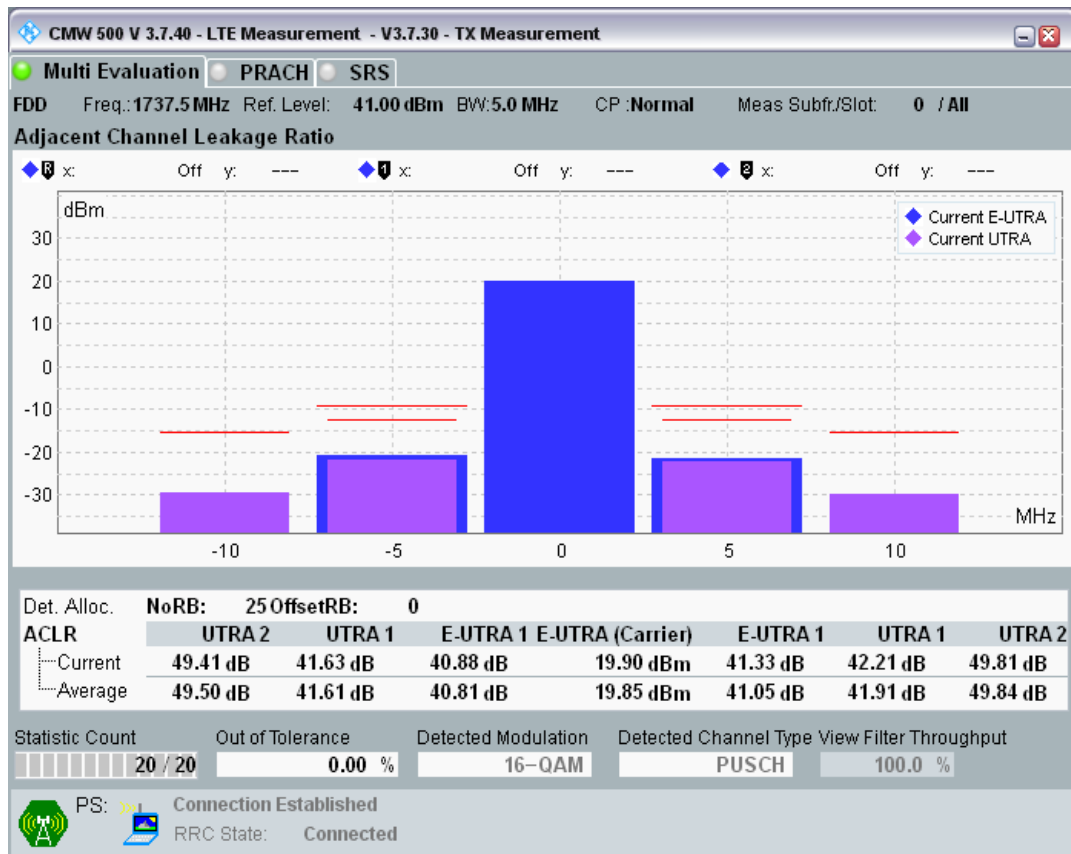 CMW 500 V 3.7.40 - LTE Measurement - V3.7.30 - TX Measurement
Multi Evaluation PRACH SRS
FDD Freq.:1737.5 MHz Ref. Level: 41.00 dBm BW:5.0 MHz CP :Normal Meas Subfr./Slot: 0 / All
Adjacent Channel Leakage Ratio
R x: Off y: --- 1 x: Off y: --- 2 x: Off y: ---
dBm
Current E-UTRA
Current UTRA
30
20
10
0
-10
-20
-30
MHz
-10 -5 0 5 10
Det. Alloc. NoRB: 25 OffsetRB: 0
ACLR UTRA 2 UTRA 1 E-UTRA 1 E-UTRA (Carrier) E-UTRA 1 UTRA 1 UTRA 2
Current 49.41 dB 41.63 dB 40.88 dB 19.90 dBm 41.33 dB 42.21 dB 49.81 dB
Average 49.50 dB 41.61 dB 40.81 dB 19.85 dBm 41.05 dB 41.91 dB 49.84 dB
Statistic Count Out of Tolerance Detected Modulation Detected Channel Type View Filter Throughput
20 / 20 0.00 % 16-QAM PUSCH 100.0 %
PS: Connection Established
RRC State: Connected